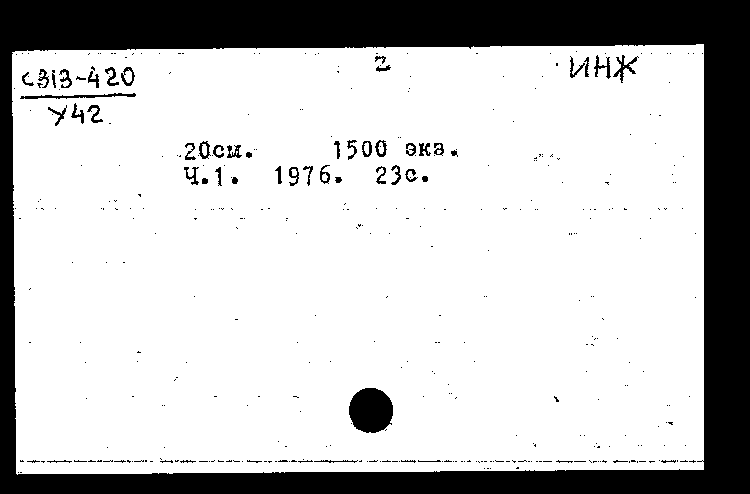 С313-420 2 ИНЖ
У42
20см. 1500 экз.
Ч.1. 1976. 23с.